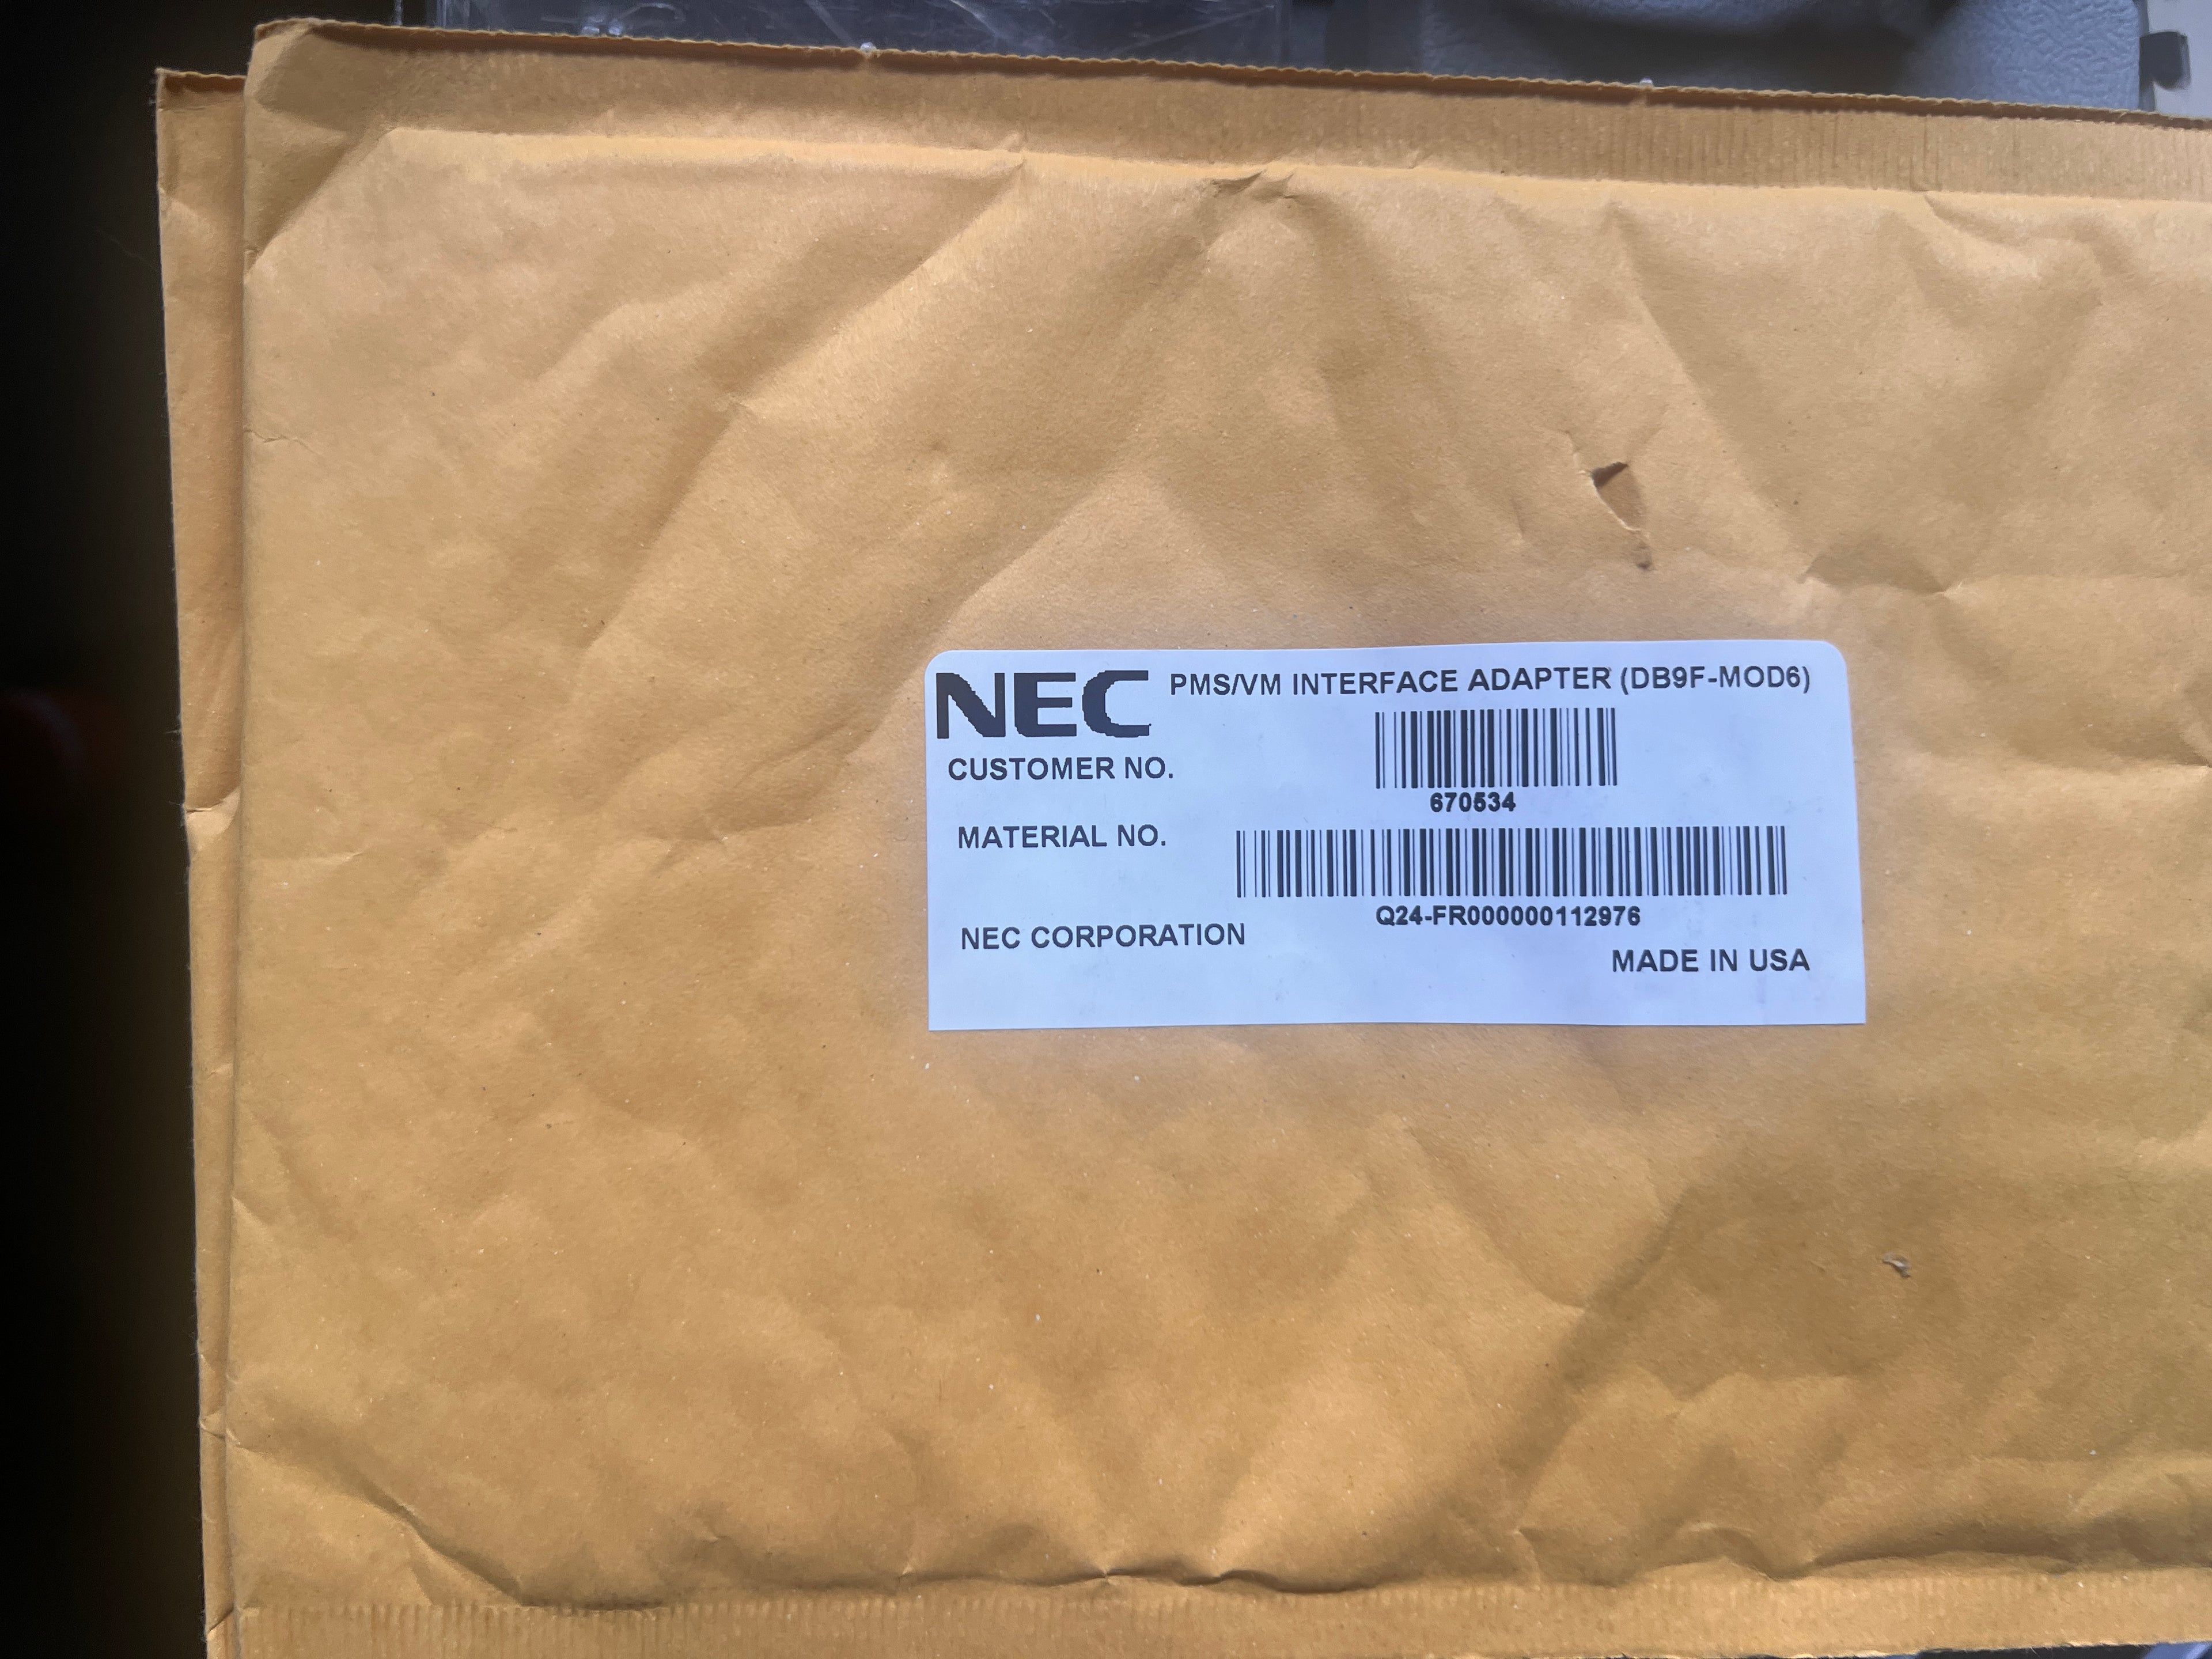 NEC PMS/VM INTERFACE ADAPTER (DB9F-MOD6)
CUSTOMER NO.
670534
MATERIAL NO.
Q24-FR000000112976
NEC CORPORATION
MADE IN USA